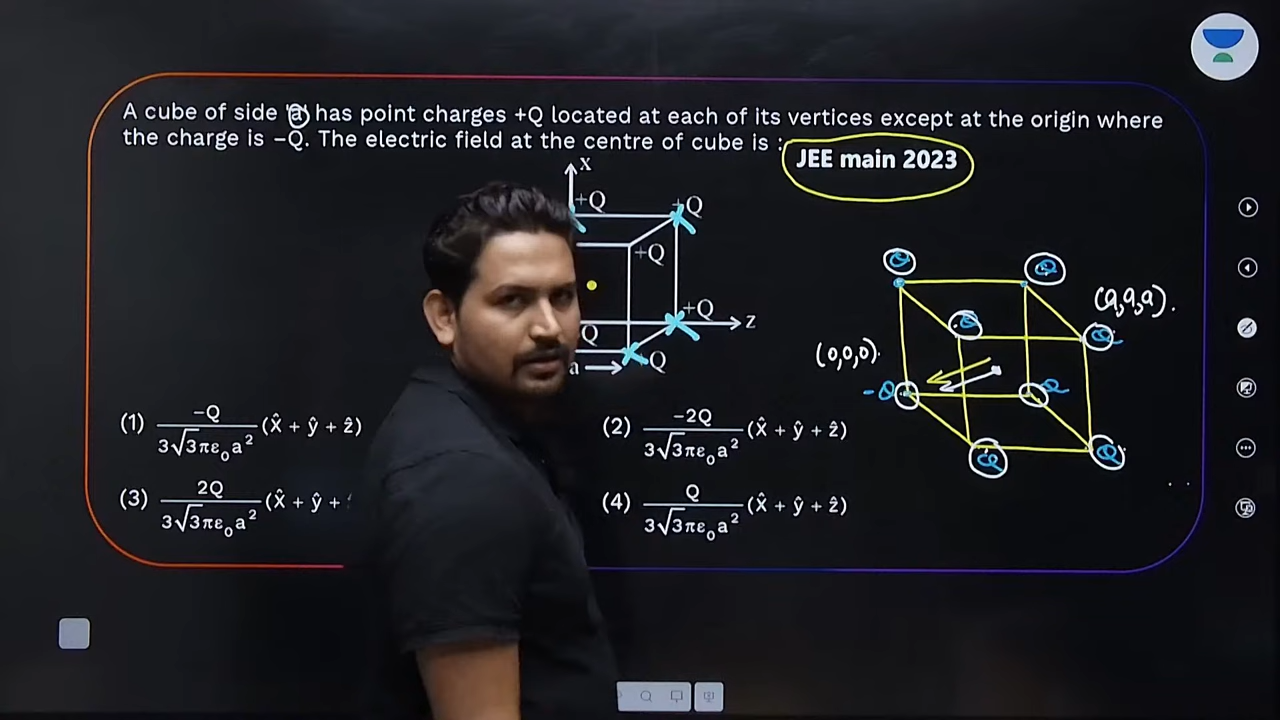 A cube of side 'a' has point charges +Q located at each of its vertices except at the origin where
the charge is −Q. The electric field at the centre of cube is :
JEE main 2023
x
+Q
+Q
+Q
+Q
z
Q
Q
a
Q
Q
(a,a,a).
Q
Q
(0,0,0).
-Q
Q
Q
Q
(1) -Q / 3√3πε₀a² (x̂ + ŷ + ẑ)
(2) -2Q / 3√3πε₀a² (x̂ + ŷ + ẑ)
(3) 2Q / 3√3πε₀a² (x̂ + ŷ +
(4) Q / 3√3πε₀a² (x̂ + ŷ + ẑ)